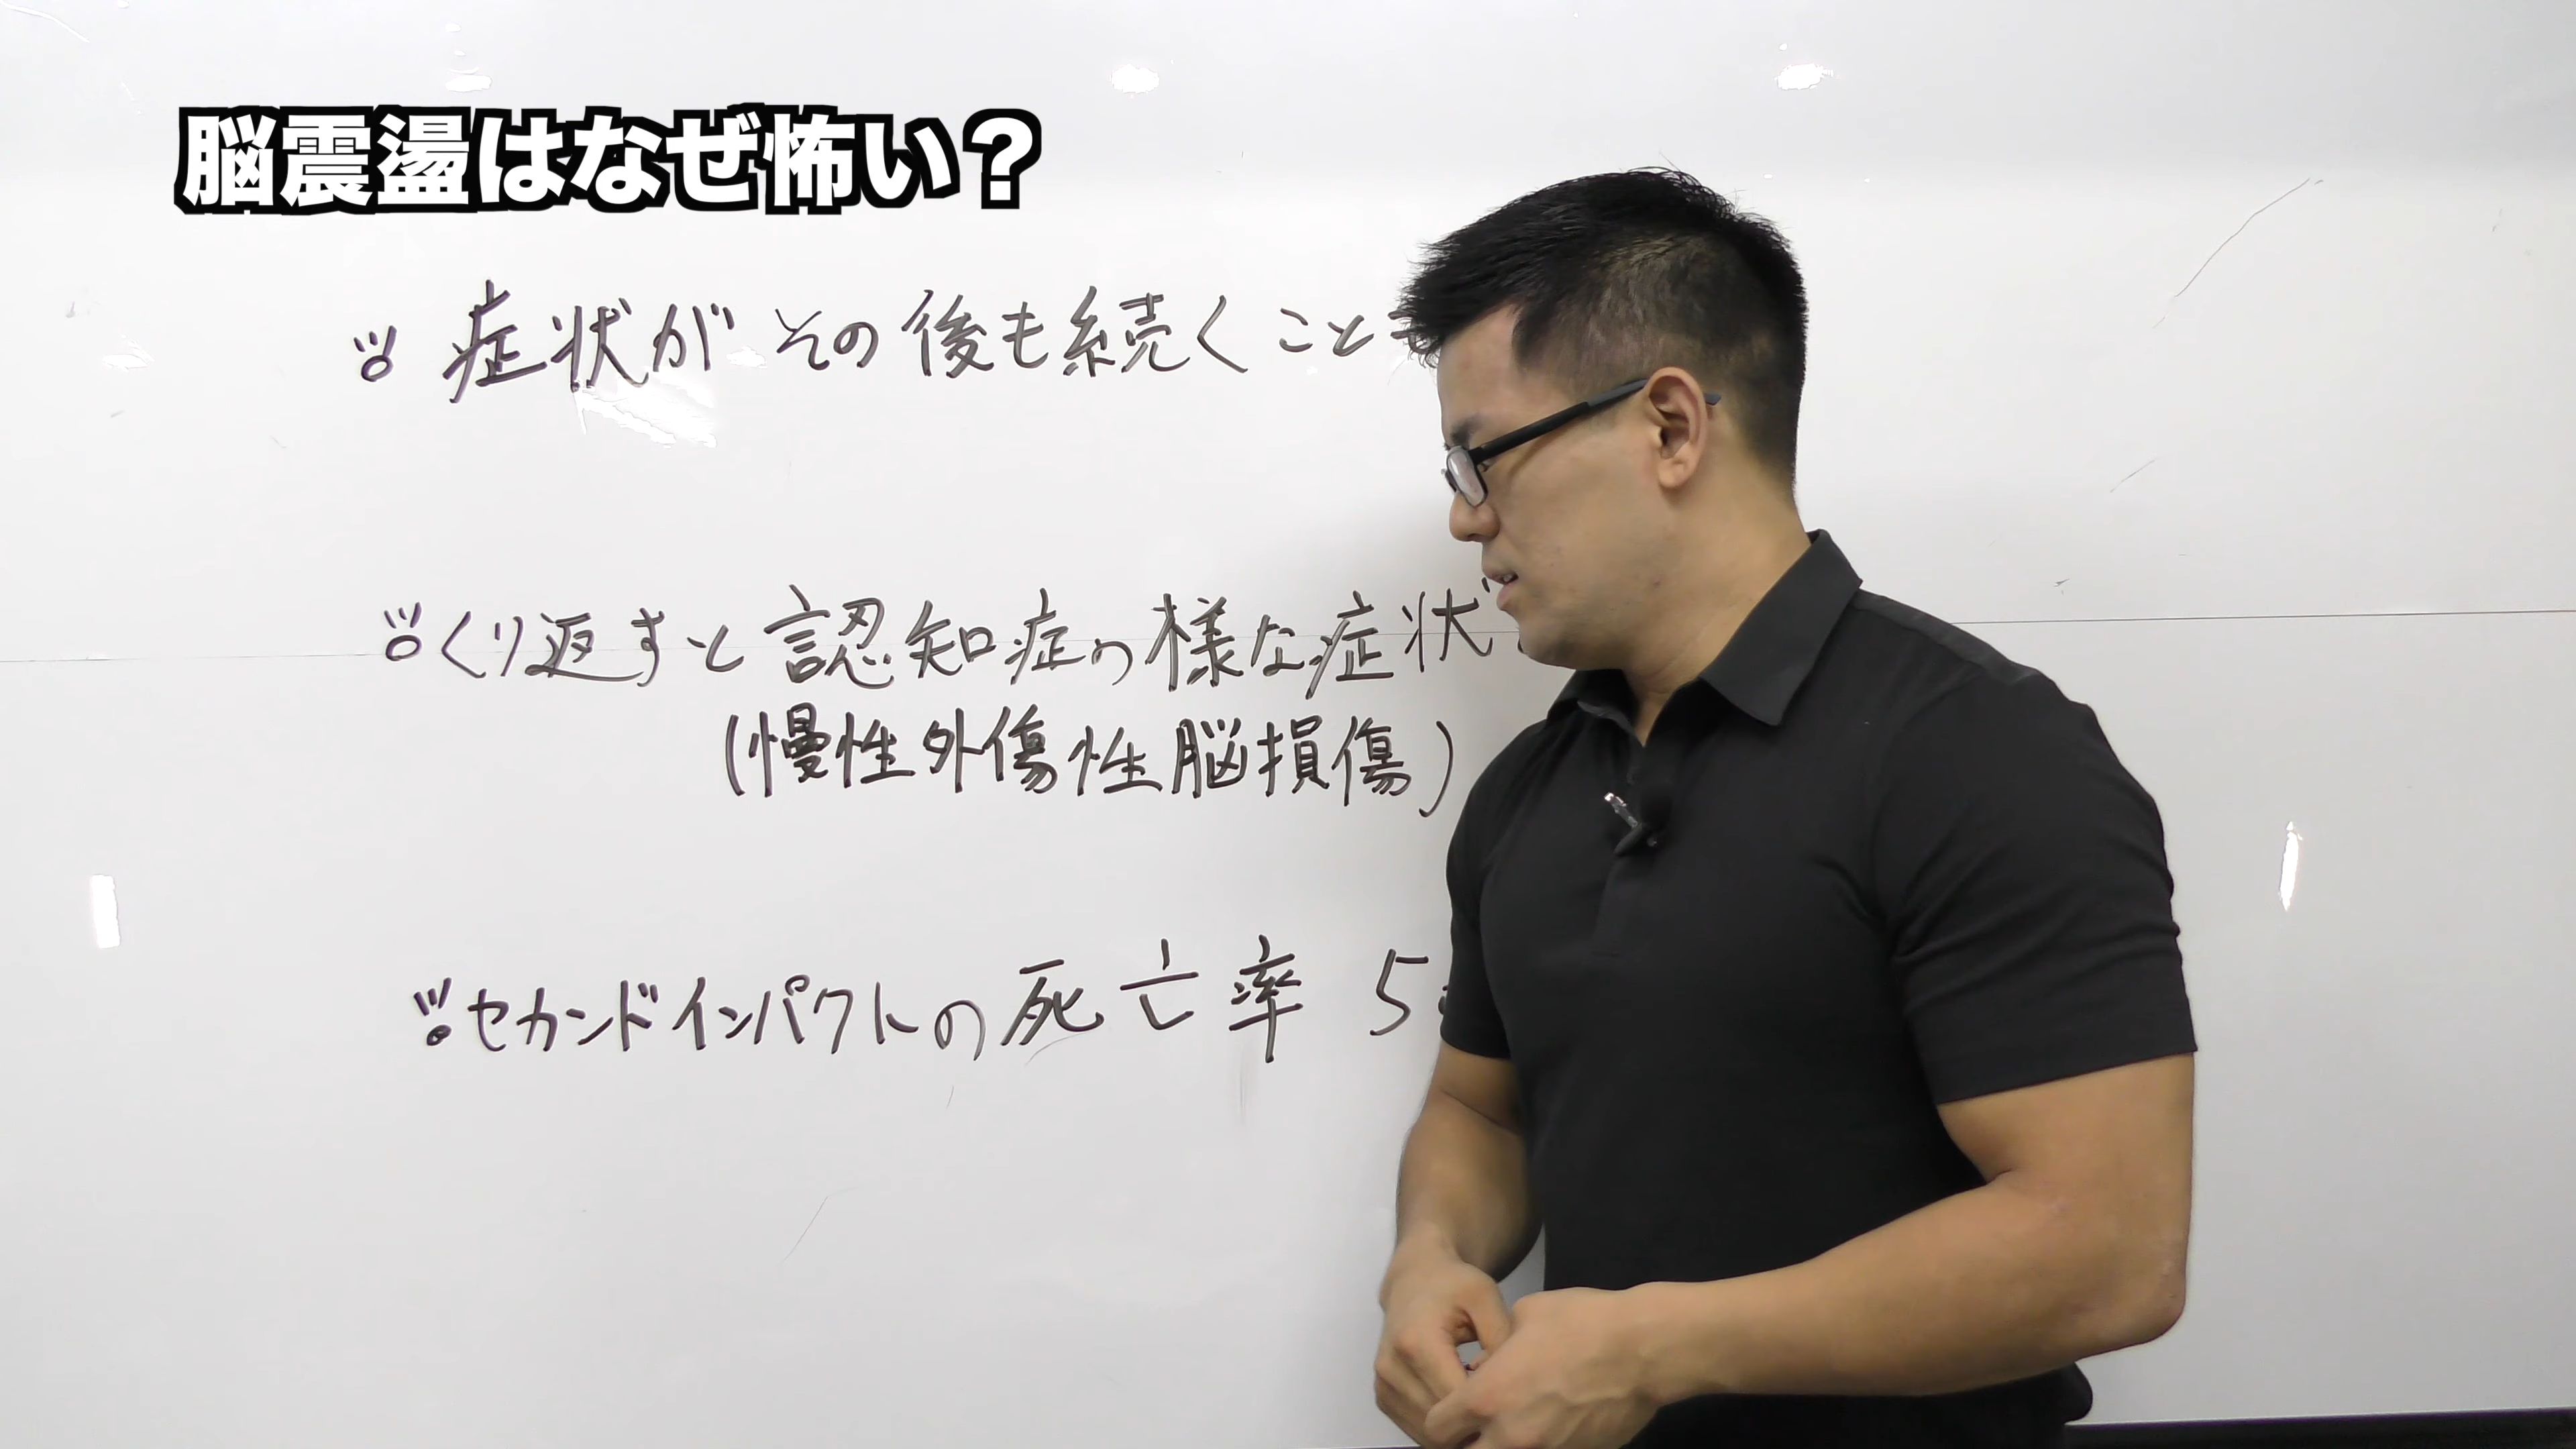 脳震盪はなぜ怖い？
症状がその後も続くことも
くり返すと認知症の様な症状
(慢性外傷性脳損傷)
セカンドインパクトの死亡率 5